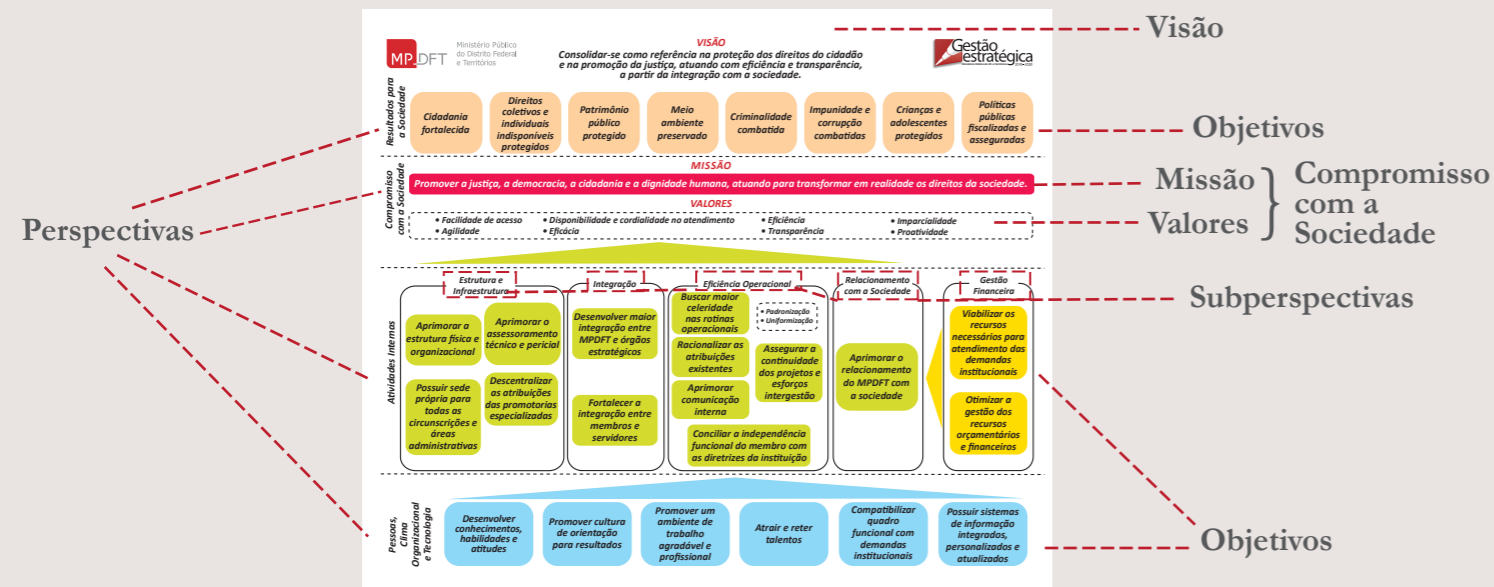 Visão
MP_DFT
Ministério Público
do Distrito Federal
e Territórios
VISÃO
Consolidar-se como referência na proteção dos direitos do cidadão
e na promoção da justiça, atuando com eficiência e transparência,
a partir da integração com a sociedade.
Gestão
estratégica
Resultados para
a Sociedade
Cidadania
fortalecida
Direitos
coletivos e
individuais
indisponíveis
protegidos
Patrimônio
público
protegido
Meio
ambiente
preservado
Criminalidade
combatida
Impunidade e
corrupção
combatidas
Crianças e
adolescentes
protegidos
Políticas
públicas
fiscalizadas e
asseguradas
Objetivos
Compromisso
com a Sociedade
MISSÃO
Promover a justiça, a democracia, a cidadania e a dignidade humana, atuando para transformar em realidade os direitos da sociedade.
VALORES
• Facilidade de acesso
• Agilidade
• Disponibilidade e cordialidade no atendimento
• Eficácia
• Eficiência
• Transparência
• Imparcialidade
• Proatividade
Missão
Valores
Compromisso
com a
Sociedade
Perspectivas
Atividades Internas
Estrutura e
Infraestrutura
Aprimorar a
estrutura física e
organizacional
Aprimorar o
assessoramento
técnico e pericial
Possuir sede
própria para
todas as
circunscrições e
áreas
administrativas
Descentralizar
as atribuições
das promotorias
especializadas
Integração
Desenvolver maior
integração entre
MPDFT e órgãos
estratégicos
Fortalecer a
integração entre
membros e
servidores
Eficiência Operacional
Buscar maior
celeridade
nas rotinas
operacionais
• Padronização
• Uniformização
Racionalizar as
atribuições
existentes
Assegurar a
continuidade
dos projetos e
esforços
intergestão
Aprimorar
comunicação
interna
Conciliar a independência
funcional do membro com
as diretrizes da instituição
Relacionamento
com a Sociedade
Aprimorar o
relacionamento
do MPDFT com
a sociedade
Gestão
Financeira
Viabilizar os
recursos
necessários para
atendimento das
demandas
institucionais
Otimizar a
gestão dos
recursos
orçamentários
e financeiros
Subperspectivas
Pessoas,
Clima
Organizacional
e Tecnologia
Desenvolver
conhecimentos,
habilidades e
atitudes
Promover cultura
de orientação
para resultados
Promover um
ambiente de
trabalho
agradável e
profissional
Atrair e reter
talentos
Compatibilizar
quadro
funcional com
demandas
institucionais
Possuir sistemas
de informação
integrados,
personalizados e
atualizados
Objetivos